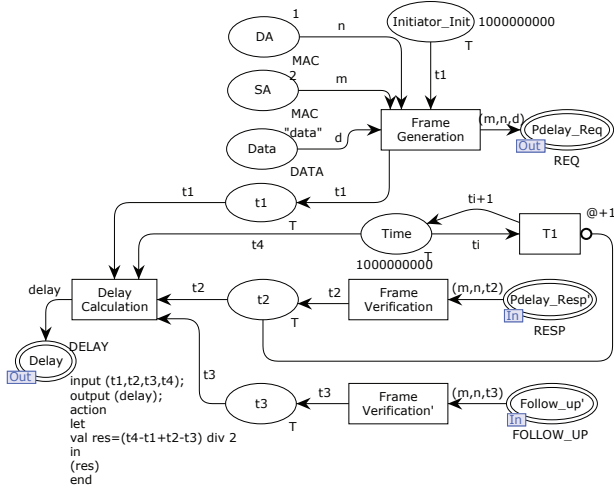 1
DA
n
MAC
Initiator_Init
1000000000
T
2
SA
m
MAC
t1
"data"
Data
d
DATA
Frame
Generation
(m,n,d)
Pdelay_Req
Out
REQ
t1
t1
t1
T
t4
Time
T
1000000000
ti+1
ti
T1
@+1
delay
Delay
Calculation
t2
t2
T
t2
Frame
Verification
(m,n,t2)
Pdelay_Resp'
In
RESP
Delay
Out
DELAY
t3
t3
T
t3
Frame
Verification'
(m,n,t3)
Follow_up'
In
FOLLOW_UP
input (t1,t2,t3,t4);
output (delay);
action
let
val res=(t4-t1+t2-t3) div 2
in
(res)
end